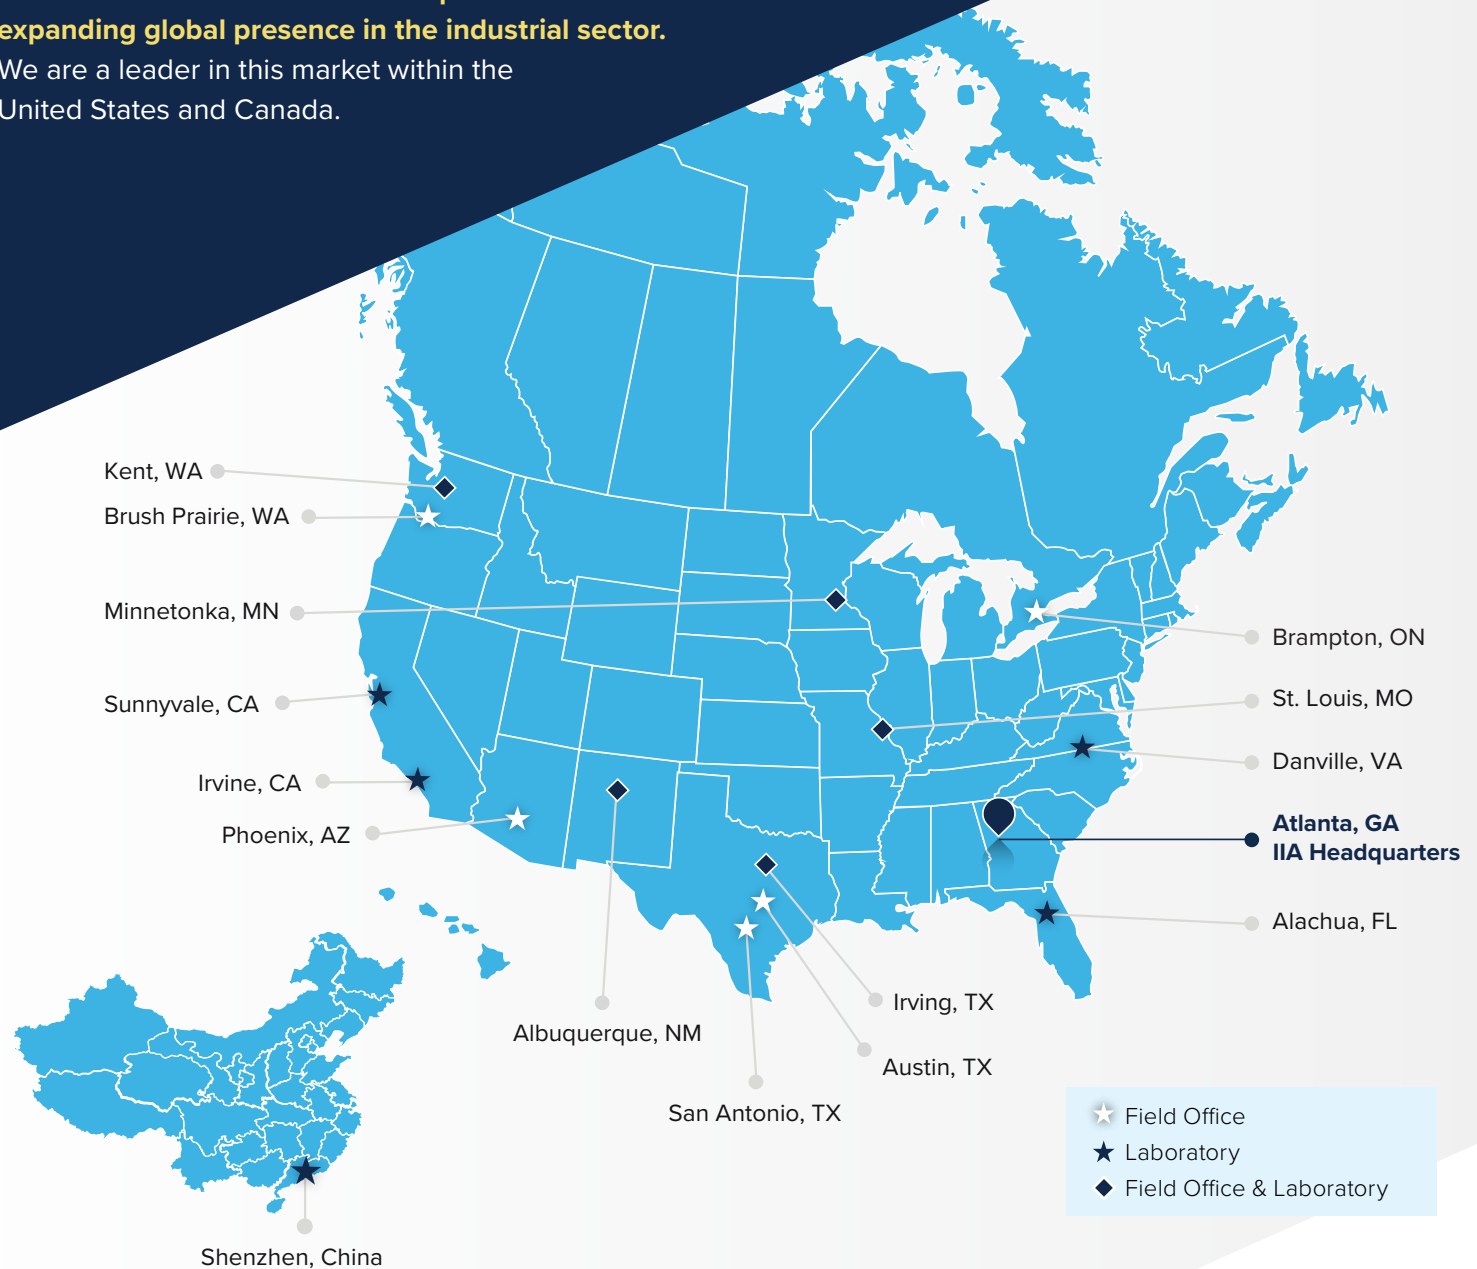 expanding global presence in the industrial sector.
We are a leader in this market within the
United States and Canada.
Kent, WA
Brush Prairie, WA
Minnetonka, MN
Sunnyvale, CA
Irvine, CA
Phoenix, AZ
Brampton, ON
St. Louis, MO
Danville, VA
Atlanta, GA
IIA Headquarters
Alachua, FL
Irving, TX
Albuquerque, NM
Austin, TX
San Antonio, TX
Field Office
Laboratory
Field Office & Laboratory
Shenzhen, China